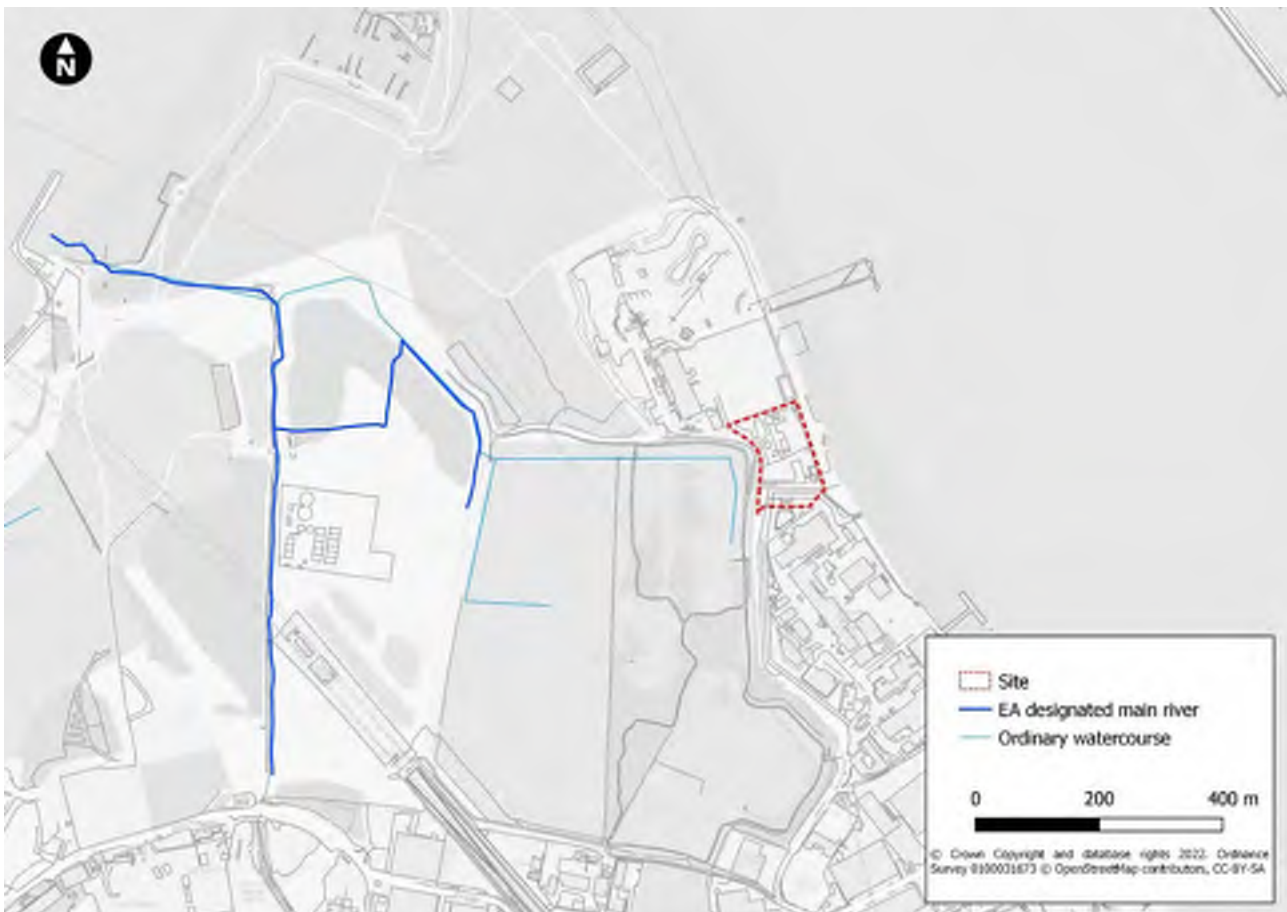 N
Site
EA designated main river
Ordinary watercourse
0 200 400 m
© Crown Copyright and database rights 2022. Ordnance
Survey 0100031673 © OpenStreetMap contributors, CC-BY-SA